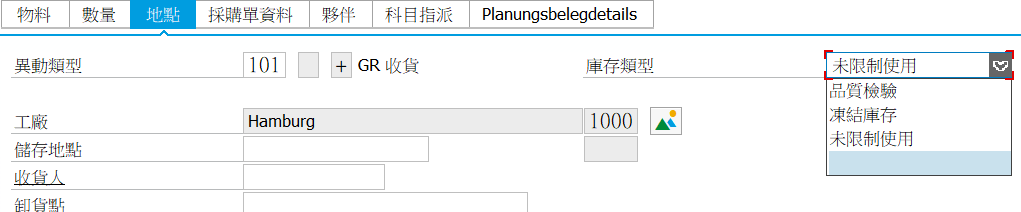 物料 數量 地點 採購單資料 夥伴 科目指派 Planungsbelegdetails
異動類型 101 + GR 收貨 庫存類型 未限制使用
品質檢驗
凍結庫存
未限制使用
工廠 Hamburg 1000
儲存地點
收貨人
卸貨點